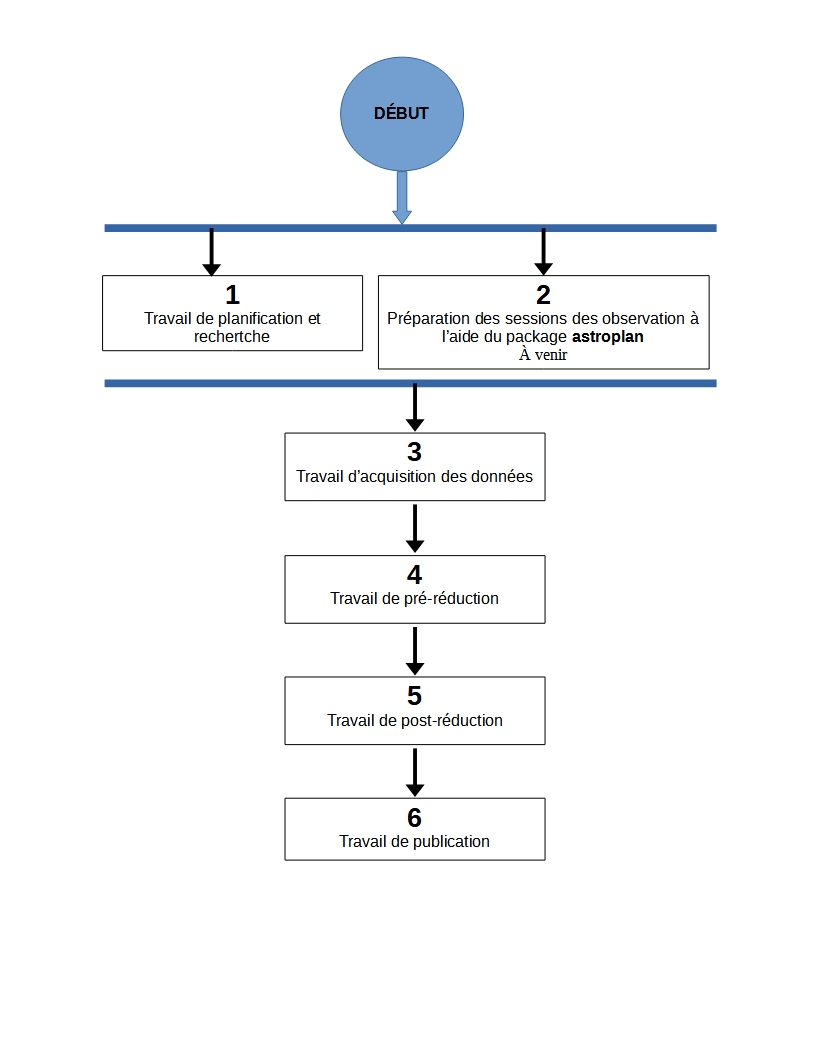 DÉBUT
1
Travail de planification et
rechertche
2
Préparation des sessions des observation à
l’aide du package astroplan
À venir
3
Travail d’acquisition des données
4
Travail de pré-réduction
5
Travail de post-réduction
6
Travail de publication